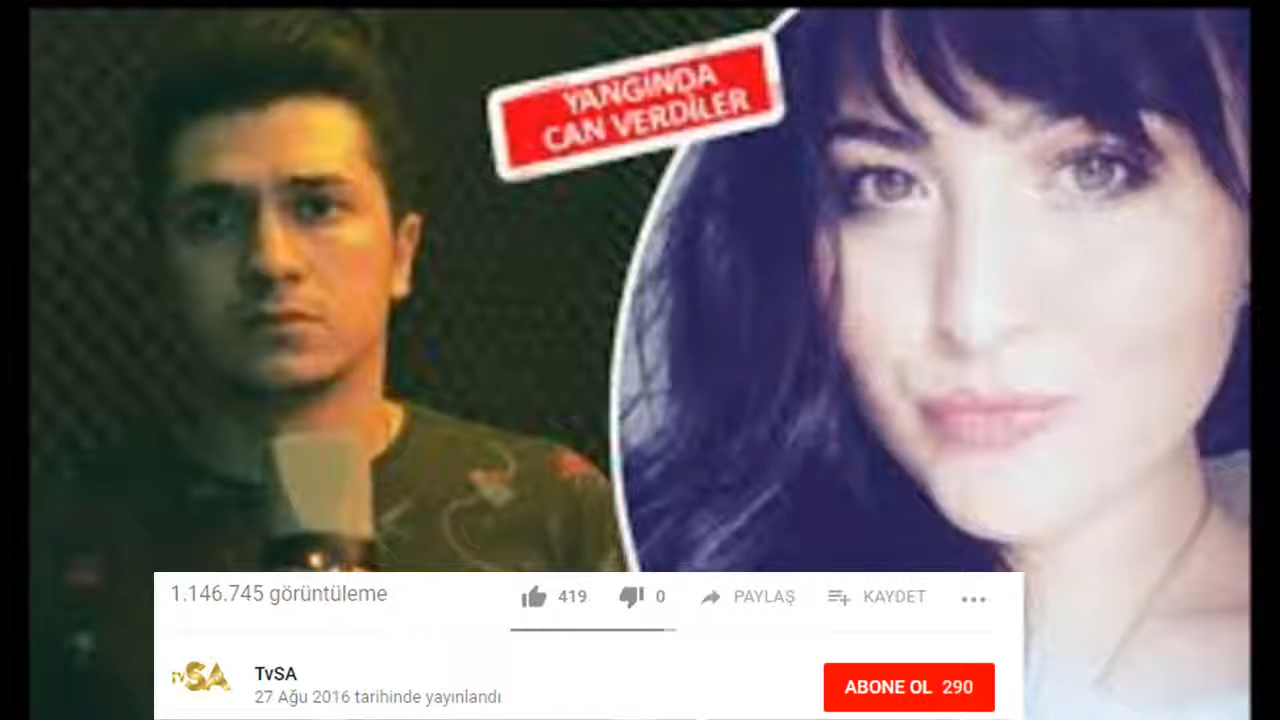 YANGINDA
CAN VERDİLER
1.146.745 görüntüleme
419
0
PAYLAŞ
KAYDET
TVSA
TvSA
27 Ağu 2016 tarihinde yayınlandı
ABONE OL 290